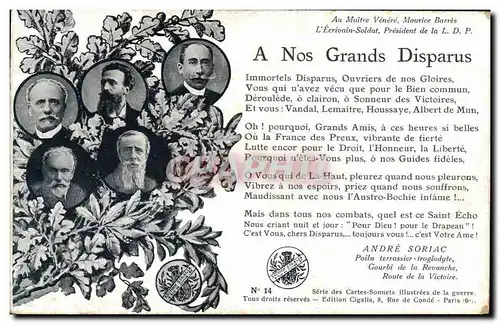 Au Maître Vénéré, Maurice Barrès
L'Ecrivain-Soldat, Président de la L. D. P.
A Nos Grands Disparus
Immortels Disparus, Ouvriers de nos Gloires,
Vous qui n'avez vécu que pour le Bien commun,
Déroulède, ô clairon, ô Sonneur des Victoires,
Et vous : Vandal, Lemaitre, Houssaye, Albert de Mun,
Oh ! pourquoi, Grands Amis, à ces heures si belles
Où la France des Preux, vibrante de fierté
Lutte encor pour le Droit, l'Honneur, la Liberté,
Pourquoi n'êtes-Vous plus, ô nos Guides fidèles,
O Vous qui de Là-Haut, pleurez quand nous pleurons,
Vibrez à nos espoirs, priez quand nous souffrons,
Maudissant avec nous l'Austro-Bochie infâme !...
Mais dans tous nos combats, quel est ce Saint Écho
Nous criant nuit et jour : "Pour Dieu ! pour le Drapeau" !
C'est Vous, chers Disparus,... toujours vous !... c'est Votre Ame !
ANDRÉ SORIAC
Poilu terrassier-troglodyte,
Gourbi de la Revanche,
Route de la Victoire.
N° 14
Série des Cartes-Sonnets illustrées de la guerre.
Tous droits réservés — Edition Cigalia, 8, Rue de Condé - Paris (6e).